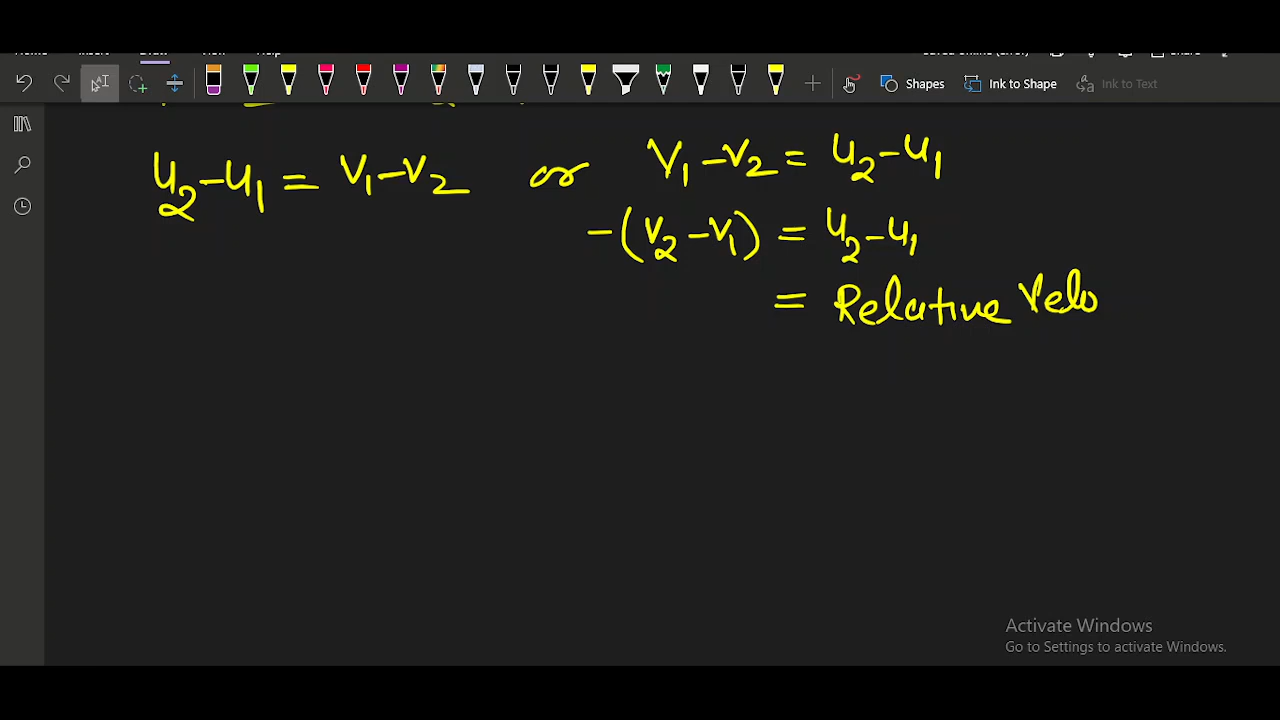 Shapes Ink to Shape Ink to Text
U₂-U₁ = V₁-V₂ or V₁-V₂ = U₂-U₁
-(V₂-V₁) = U₂-U₁
= Relative Velo
Activate Windows
Go to Settings to activate Windows.